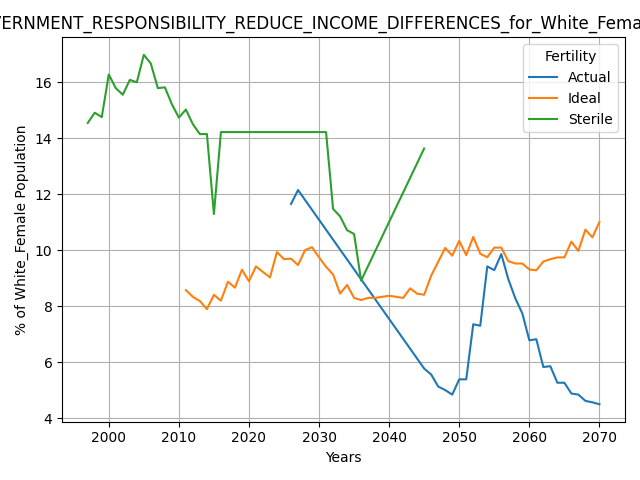 VERNMENT_RESPONSIBILITY_REDUCE_INCOME_DIFFERENCES_for_White_Fema
Fertility
Actual
Ideal
Sterile
% of White_Female Population
16
14
12
10
8
6
4
2000 2010 2020 2030 2040 2050 2060 2070
Years